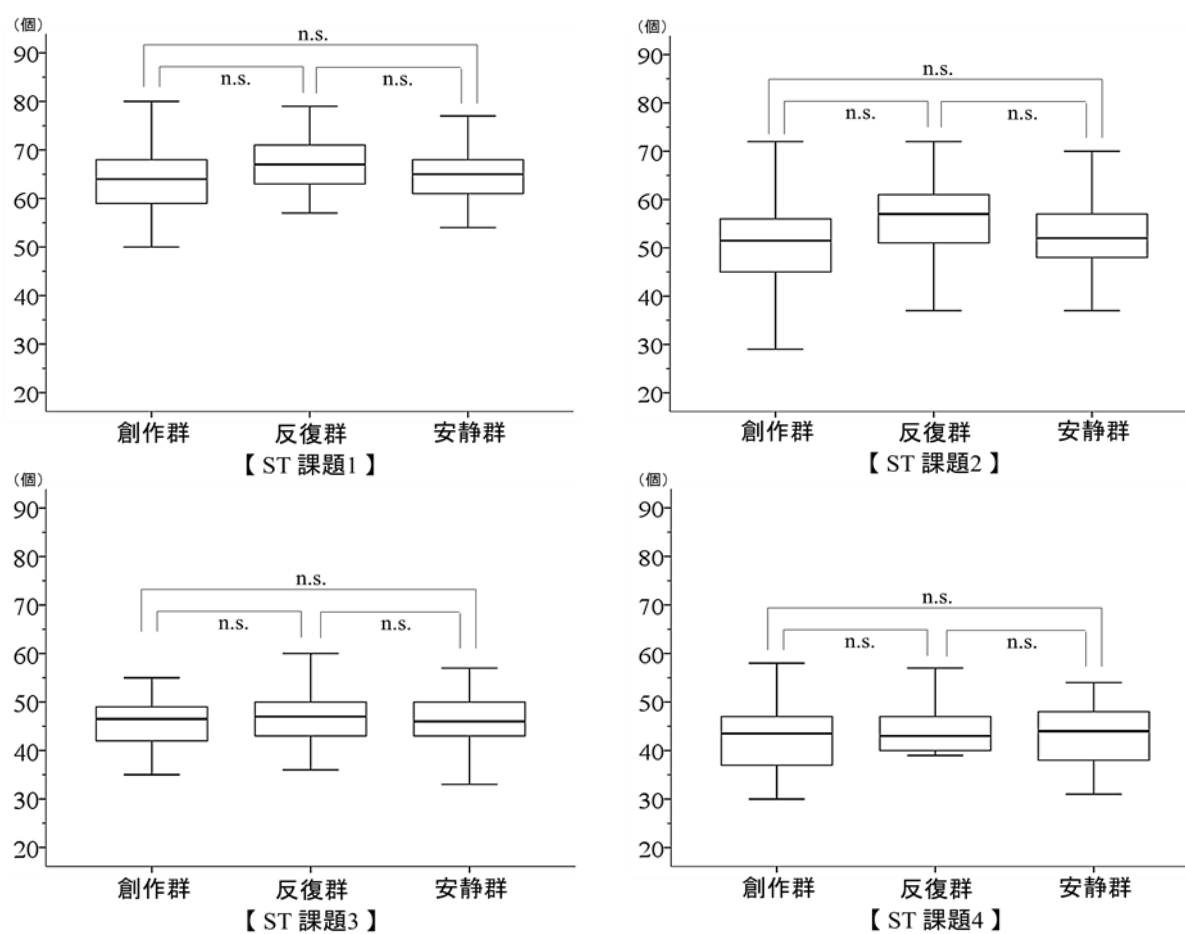 (個)
90
80
70
60
50
40
30
20
n.s.
n.s.
n.s.
創作群
反復群
安静群
【 ST 課題1 】
(個)
90
80
70
60
50
40
30
20
n.s.
n.s.
n.s.
創作群
反復群
安静群
【 ST 課題2 】
(個)
90
80
70
60
50
40
30
20
n.s.
n.s.
n.s.
創作群
反復群
安静群
【 ST 課題3 】
(個)
90
80
70
60
50
40
30
20
n.s.
n.s.
n.s.
創作群
反復群
安静群
【 ST 課題4 】